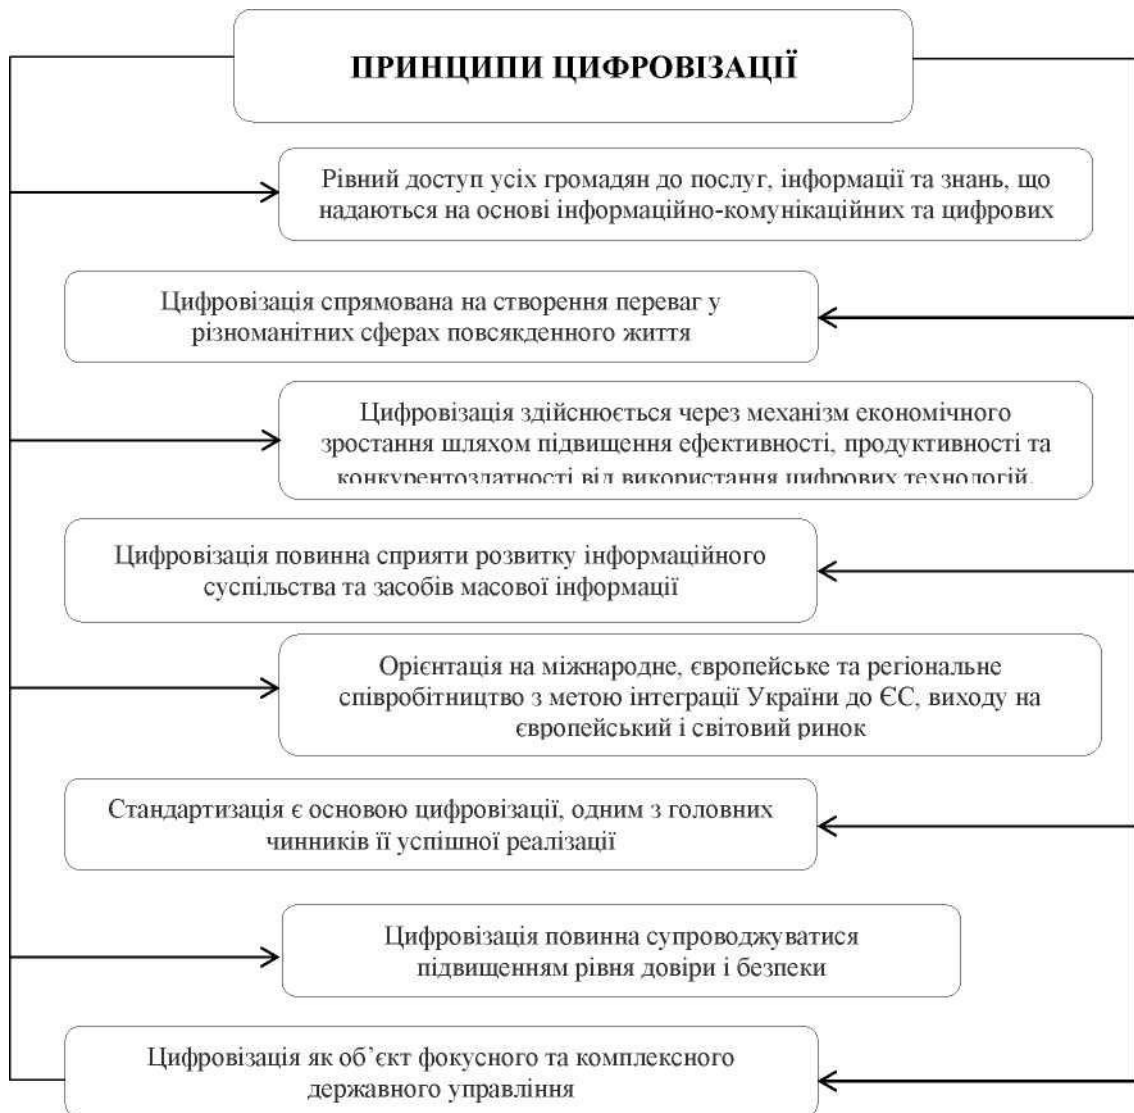 ПРИНЦИПИ ЦИФРОВІЗАЦІЇ
Рівний доступ усіх громадян до послуг, інформації та знань, що
надаються на основі інформаційно-комунікаційних та цифрових
Цифровізація спрямована на створення переваг у
різноманітних сферах повсякденного життя
Цифровізація здійснюється через механізм економічного
зростання шляхом підвищення ефективності, продуктивності та
конкурентоздатності від використання цифрових технологій.
Цифровізація повинна сприяти розвитку інформаційного
суспільства та засобів масової інформації
Орієнтація на міжнародне, європейське та регіональне
співробітництво з метою інтеграції України до ЄС, виходу на
європейський і світовий ринок
Стандартизація є основою цифровізації, одним з головних
чинників її успішної реалізації
Цифровізація повинна супроводжуватися
підвищенням рівня довіри і безпеки
Цифровізація як об’єкт фокусного та комплексного
державного управління